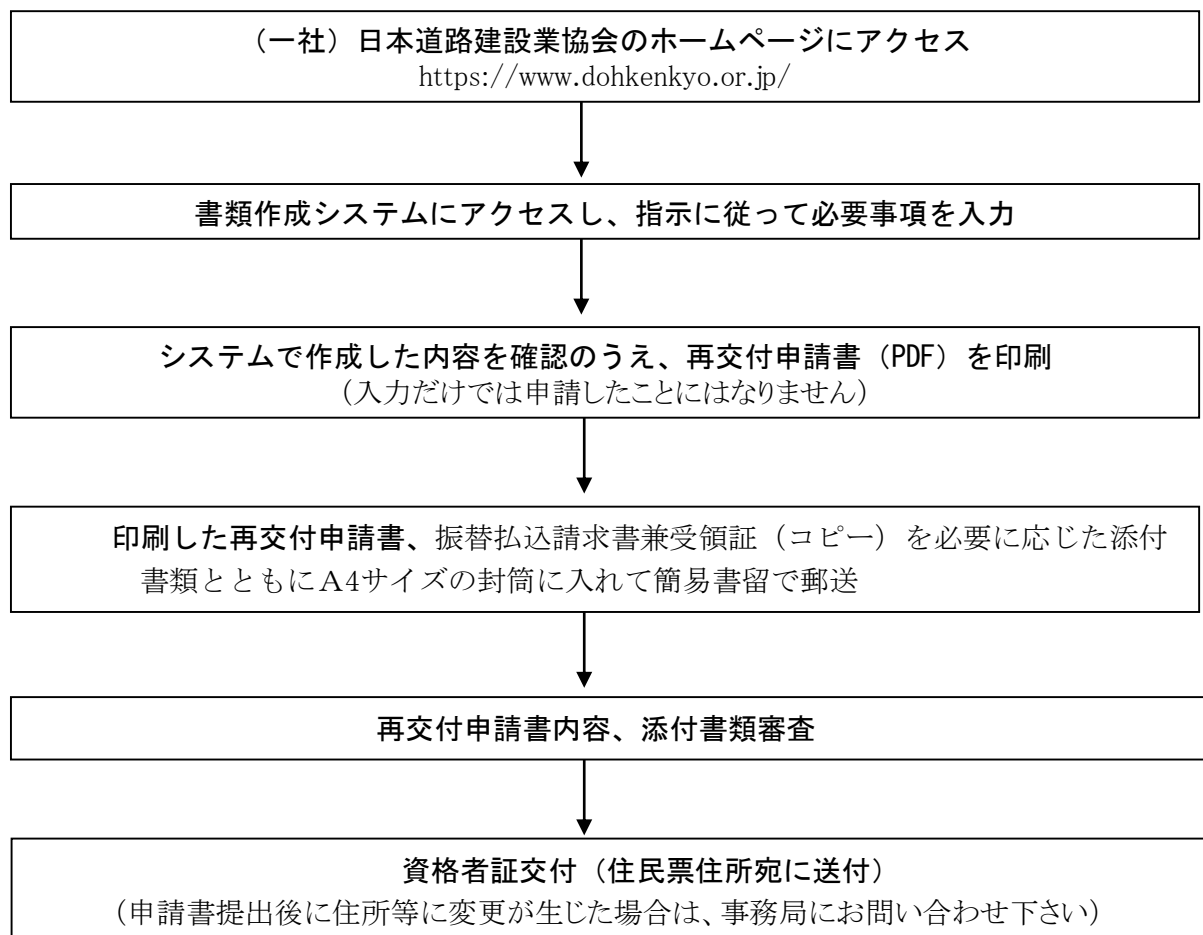 （一社）日本道路建設業協会のホームページにアクセス
https://www.dohkenkyo.or.jp/
書類作成システムにアクセスし、指示に従って必要事項を入力
システムで作成した内容を確認のうえ、再交付申請書（PDF）を印刷
（入力だけでは申請したことにはなりません）
印刷した再交付申請書、振替払込請求書兼受領証（コピー）を必要に応じた添付
書類とともにA4サイズの封筒に入れて簡易書留で郵送
再交付申請書内容、添付書類審査
資格者証交付（住民票住所宛に送付）
（申請書提出後に住所等に変更が生じた場合は、事務局にお問い合わせ下さい）